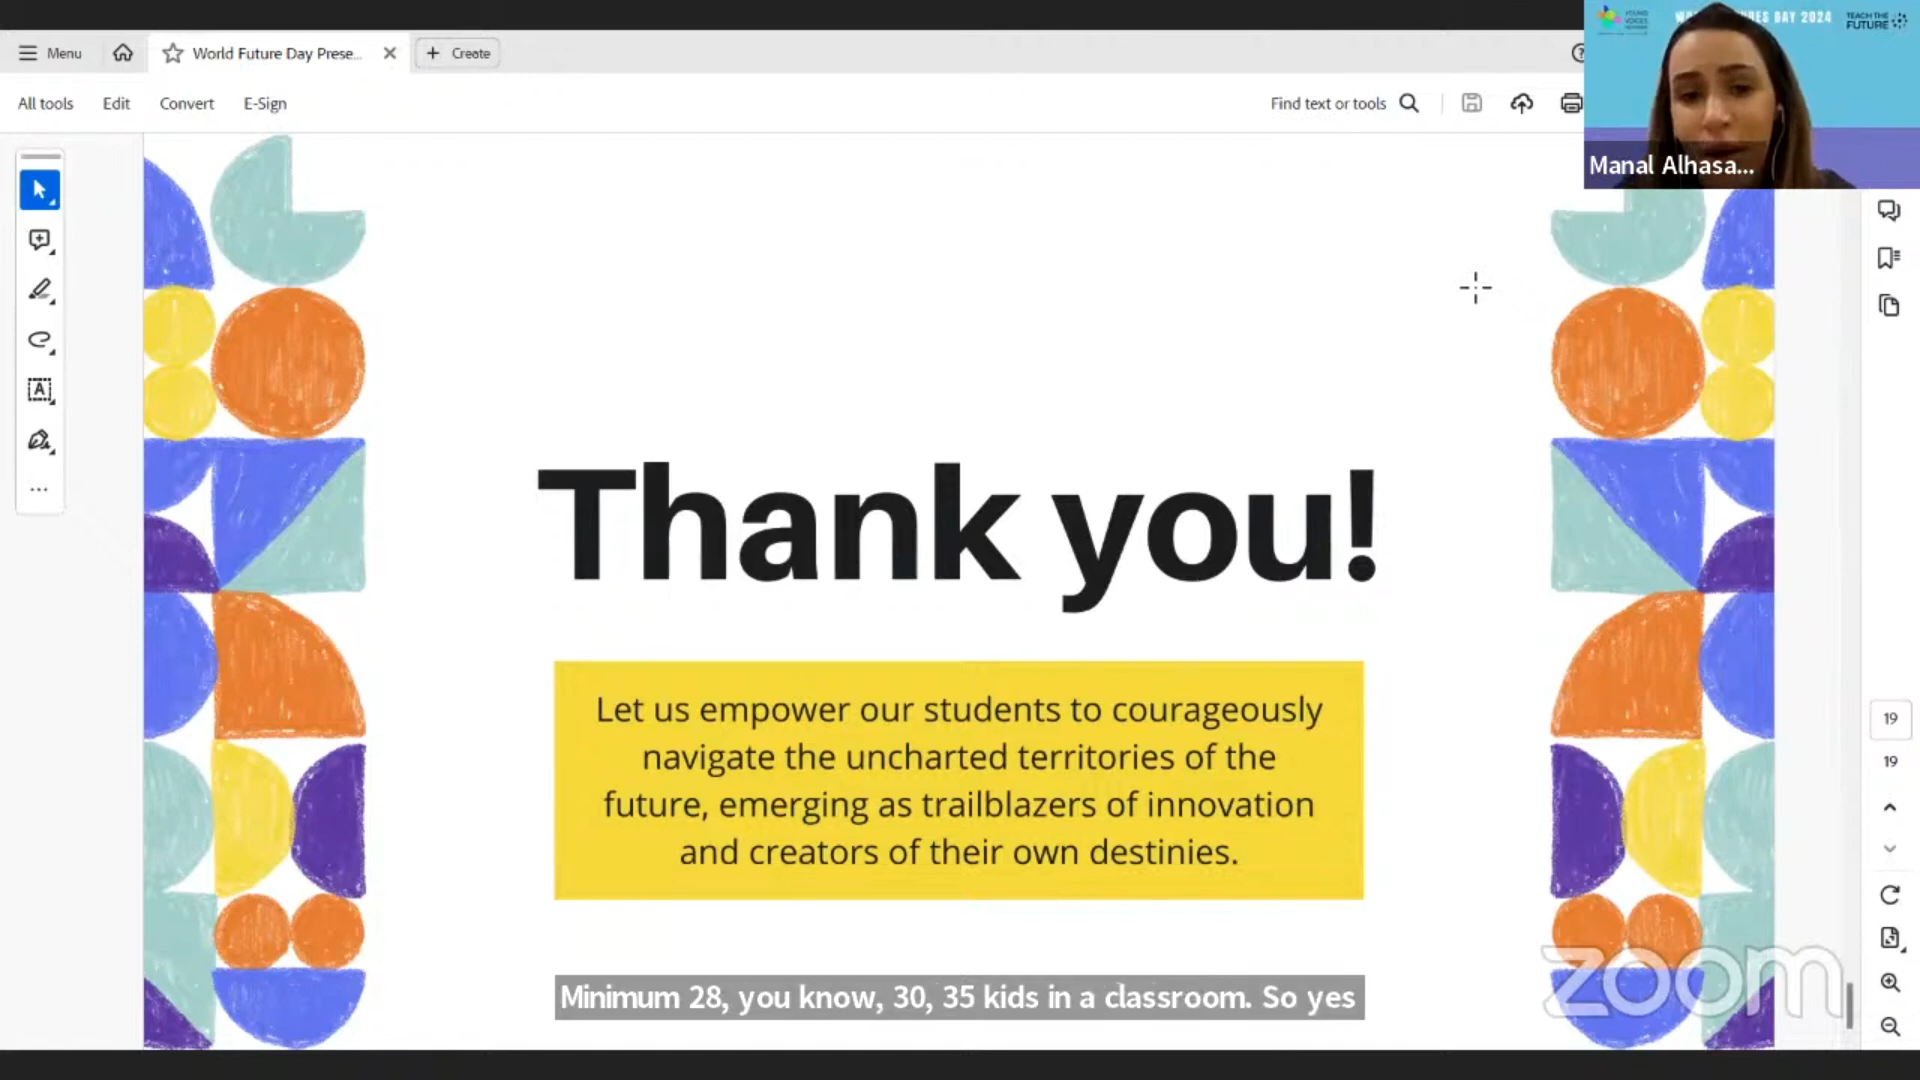 YOUNG
VOICES
DAY 2024
TEACH THE
FUTURE
Menu
World Future Day Prese...
Create
All tools
Edit
Convert
E-Sign
Find text or tools
Manal Alhasa...
Thank you!
Let us empower our students to courageously
navigate the uncharted territories of the
future, emerging as trailblazers of innovation
and creators of their own destinies.
19
19
Minimum 28, you know, 30, 35 kids in a classroom. So yes
zoom